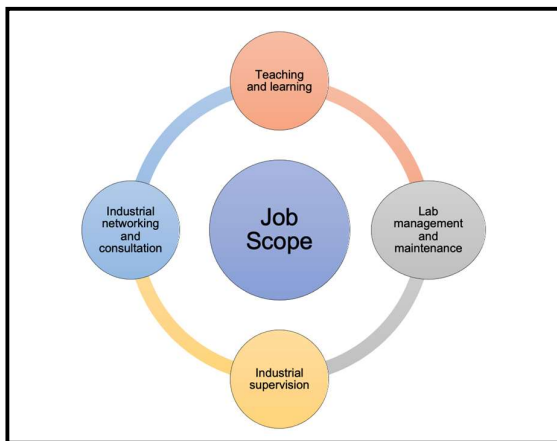 Teaching
and learning
Industrial
networking
and
consultation
Job
Scope
Lab
management
and
maintenance
Industrial
supervision